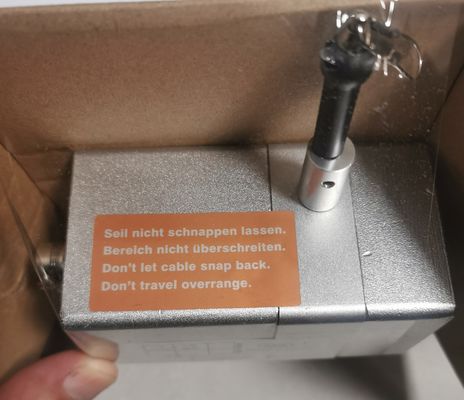 Seil nicht schnappen lassen.
Bereich nicht überschreiten.
Don't let cable snap back.
Don't travel overrange.